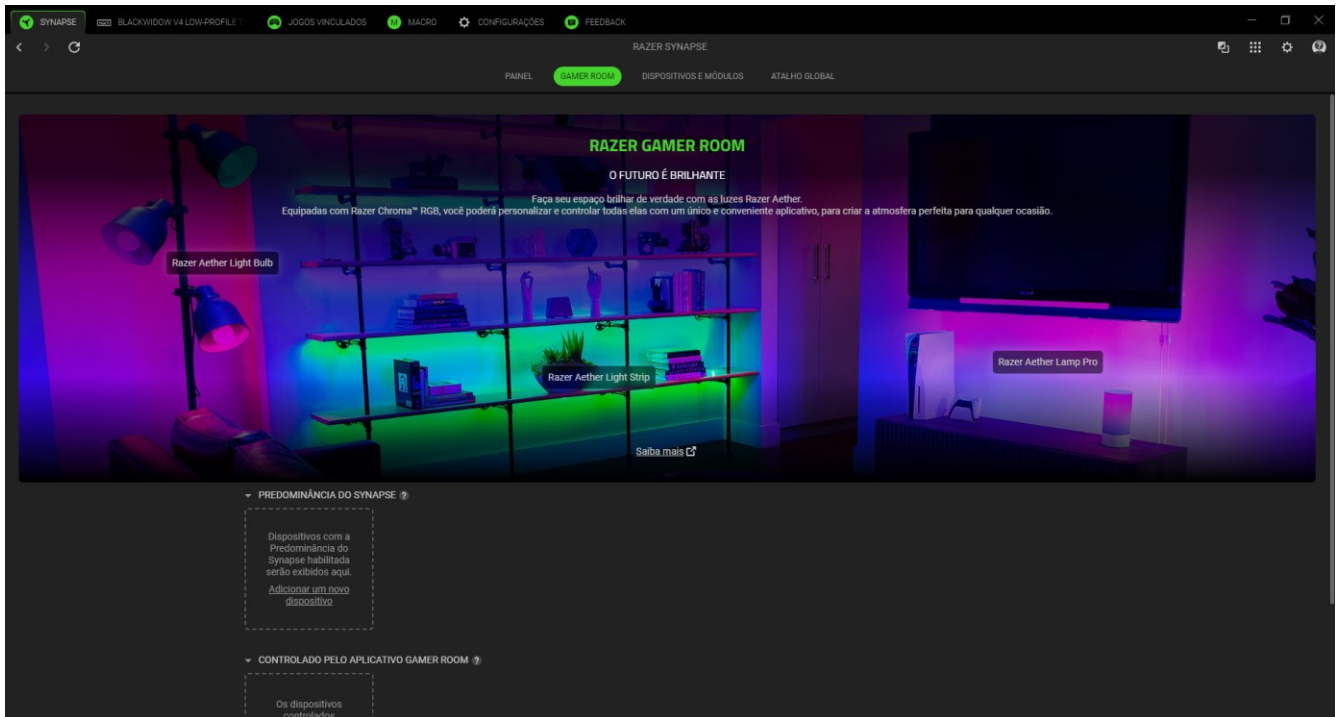 SYNAPSE
BLACKWIDOW V4 LOW-PROFILE
JOGOS VINCULADOS
M
MACRO
CONFIGURAÇÕES
FEEDBACK
RAZER SYNAPSE
PAINEL
GAMER ROOM
DISPOSITIVOS E MÓDULOS
ATALHO GLOBAL
RAZER GAMER ROOM
O FUTURO É BRILHANTE
Faça seu espaço brilhar de verdade com as luzes Razer Aether.
Equipadas com Razer Chroma™ RGB, você poderá personalizar e controlar todas elas com um único e conveniente aplicativo, para criar a atmosfera perfeita para qualquer ocasião.
Razer Aether Light Bulb
Razer Aether Lamp Pro
Razer Aether Light Strip
Saiba mais
PREDOMINÂNCIA DO SYNAPSE ?
Dispositivos com a
Predominância do
Synapse habilitada
serão exibidos aqui.
Adicionar um novo
dispositivo
CONTROLADO PELO APLICATIVO GAMER ROOM ?
Os dispositivos
controlados